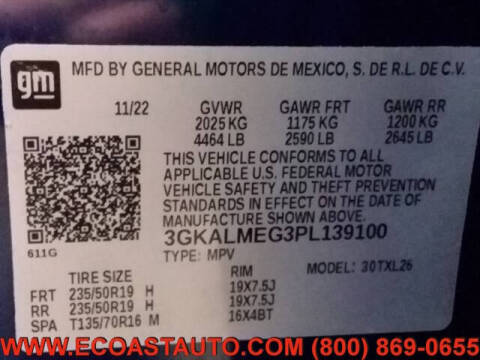 gm
MFD BY GENERAL MOTORS DE MEXICO, S. DE R.L. DE C.V.
11/22 GVWR GAWR FRT GAWR RR
2025 KG 1175 KG 1200 KG
4464 LB 2590 LB 2645 LB
THIS VEHICLE CONFORMS TO ALL
APPLICABLE U.S. FEDERAL MOTOR
VEHICLE SAFETY AND THEFT PREVENTION
STANDARDS IN EFFECT ON THE DATE OF
MANUFACTURE SHOWN ABOVE.
611G
3GKALMEG3PL139100
TYPE: MPV MODEL: 30TXL26
TIRE SIZE RIM
FRT 235/50R19 H 19X7.5J
RR 235/50R19 H 19X7.5J
SPA T135/70R16 M 16X4BT
WWW.ECOASTAUTO.COM (800) 869-0655